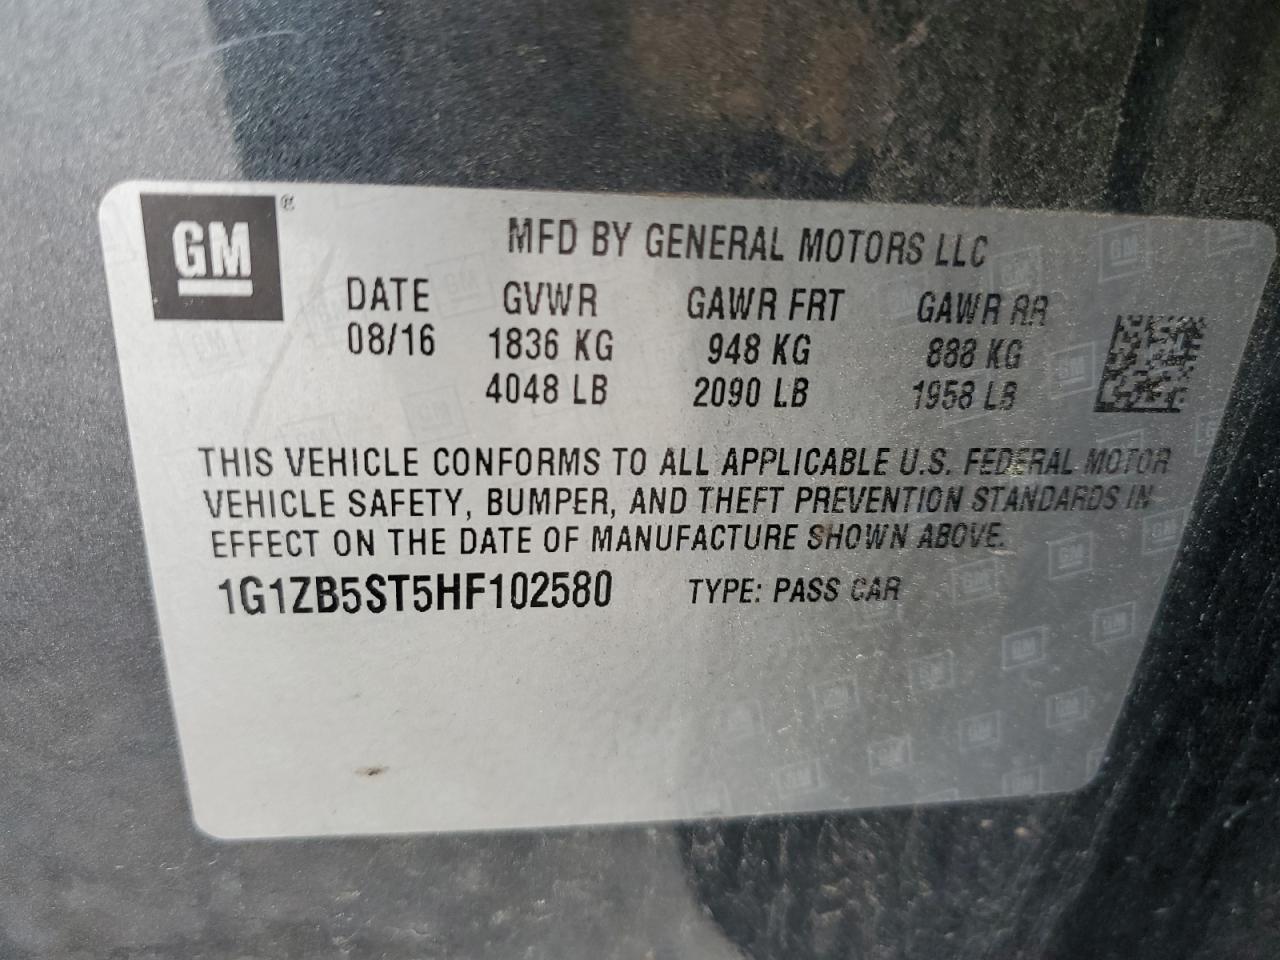 GM ®
MFD BY GENERAL MOTORS LLC
DATE GVWR GAWR FRT GAWR RR
08/16 1836 KG 948 KG 888 KG
4048 LB 2090 LB 1958 LB
THIS VEHICLE CONFORMS TO ALL APPLICABLE U.S. FEDERAL MOTOR
VEHICLE SAFETY, BUMPER, AND THEFT PREVENTION STANDARDS IN
EFFECT ON THE DATE OF MANUFACTURE SHOWN ABOVE.
1G1ZB5ST5HF102580 TYPE: PASS CAR